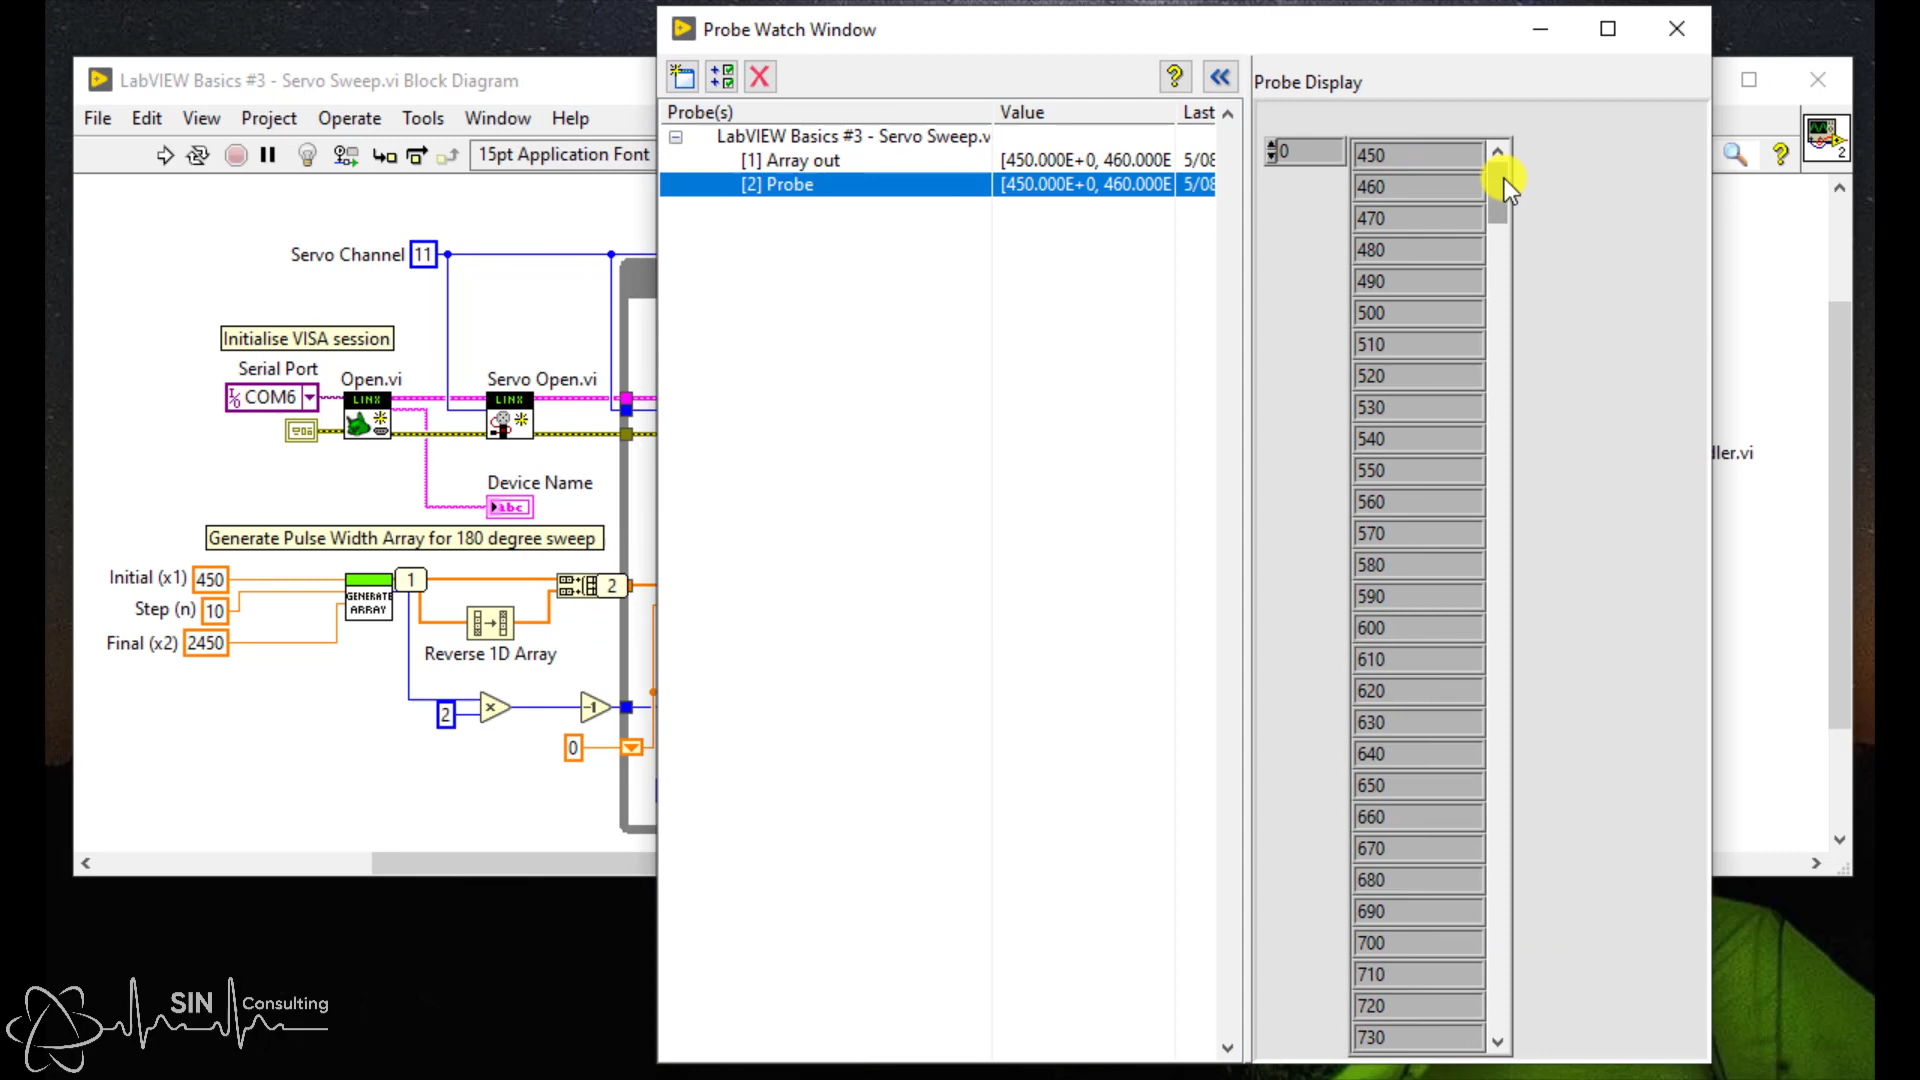 Probe Watch Window
LabVIEW Basics #3 - Servo Sweep.vi Block Diagram
File Edit View Project Operate Tools Window Help
15pt Application Font
2
Probe(s) Value Last
LabVIEW Basics #3 - Servo Sweep.v
[1] Array out [450.000E+0, 460.000E 5/08
[2] Probe [450.000E+0, 460.000E 5/08
Probe Display
0
450
460
470
480
490
500
510
520
530
540
550
560
570
580
590
600
610
620
630
640
650
660
670
680
690
700
710
720
730
Servo Channel 11
Initialise VISA session
Serial Port
COM6
Open.vi
LINX
Servo Open.vi
LINX
Device Name
abc
Generate Pulse Width Array for 180 degree sweep
Initial (x1) 450
Step (n) 10
Final (x2) 2450
GENERATE
ARRAY
1
2
Reverse 1D Array
2
×
-1
0
dler.vi
SIN Consulting